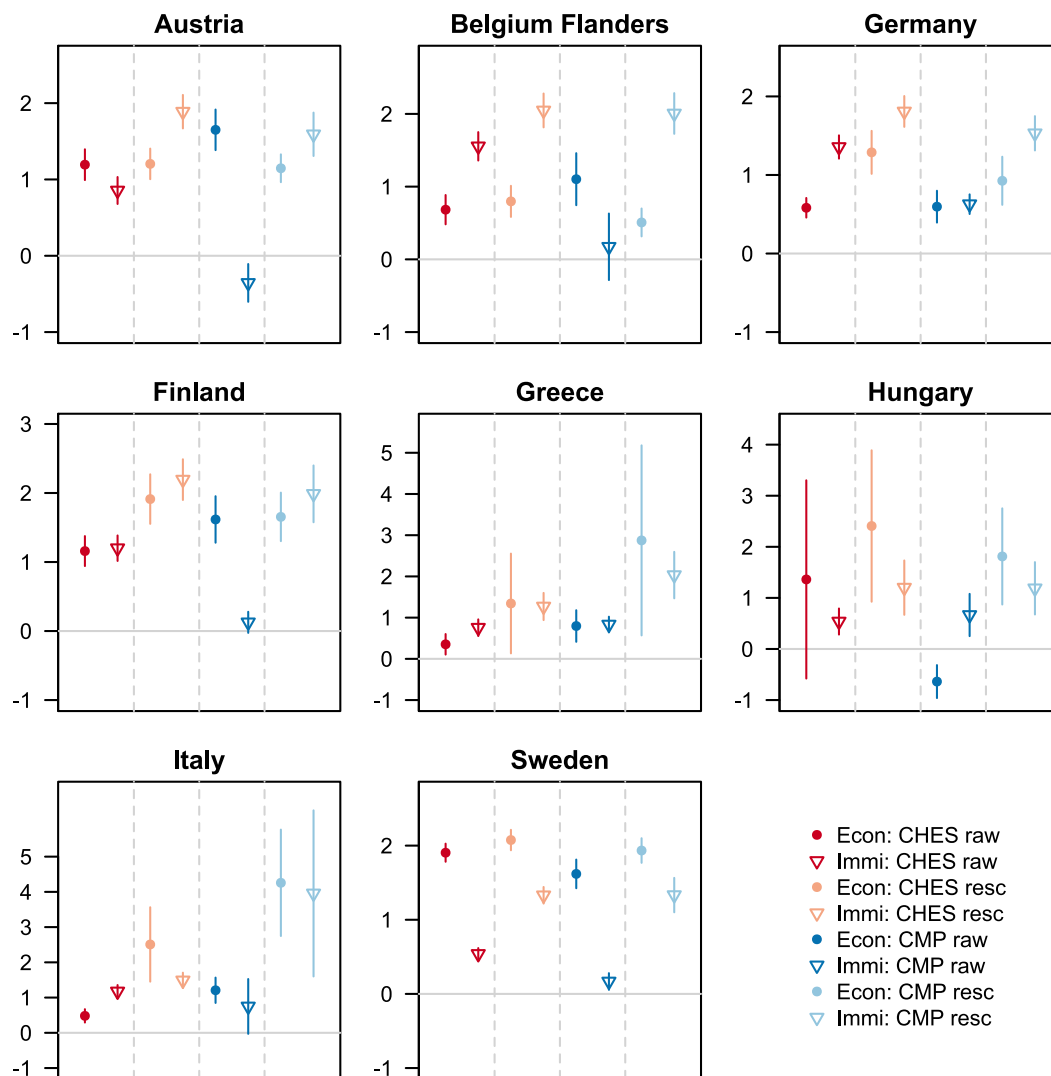 Austria
Belgium Flanders
Germany
2
1
0
-1
2
1
0
-1
2
1
0
-1
Finland
Greece
Hungary
3
2
1
0
-1
5
4
3
2
1
0
-1
4
3
2
1
0
-1
Italy
Sweden
5
4
3
2
1
0
-1
2
1
0
-1
Econ: CHES raw
Immi: CHES raw
Econ: CHES resc
Immi: CHES resc
Econ: CMP raw
Immi: CMP raw
Econ: CMP resc
Immi: CMP resc